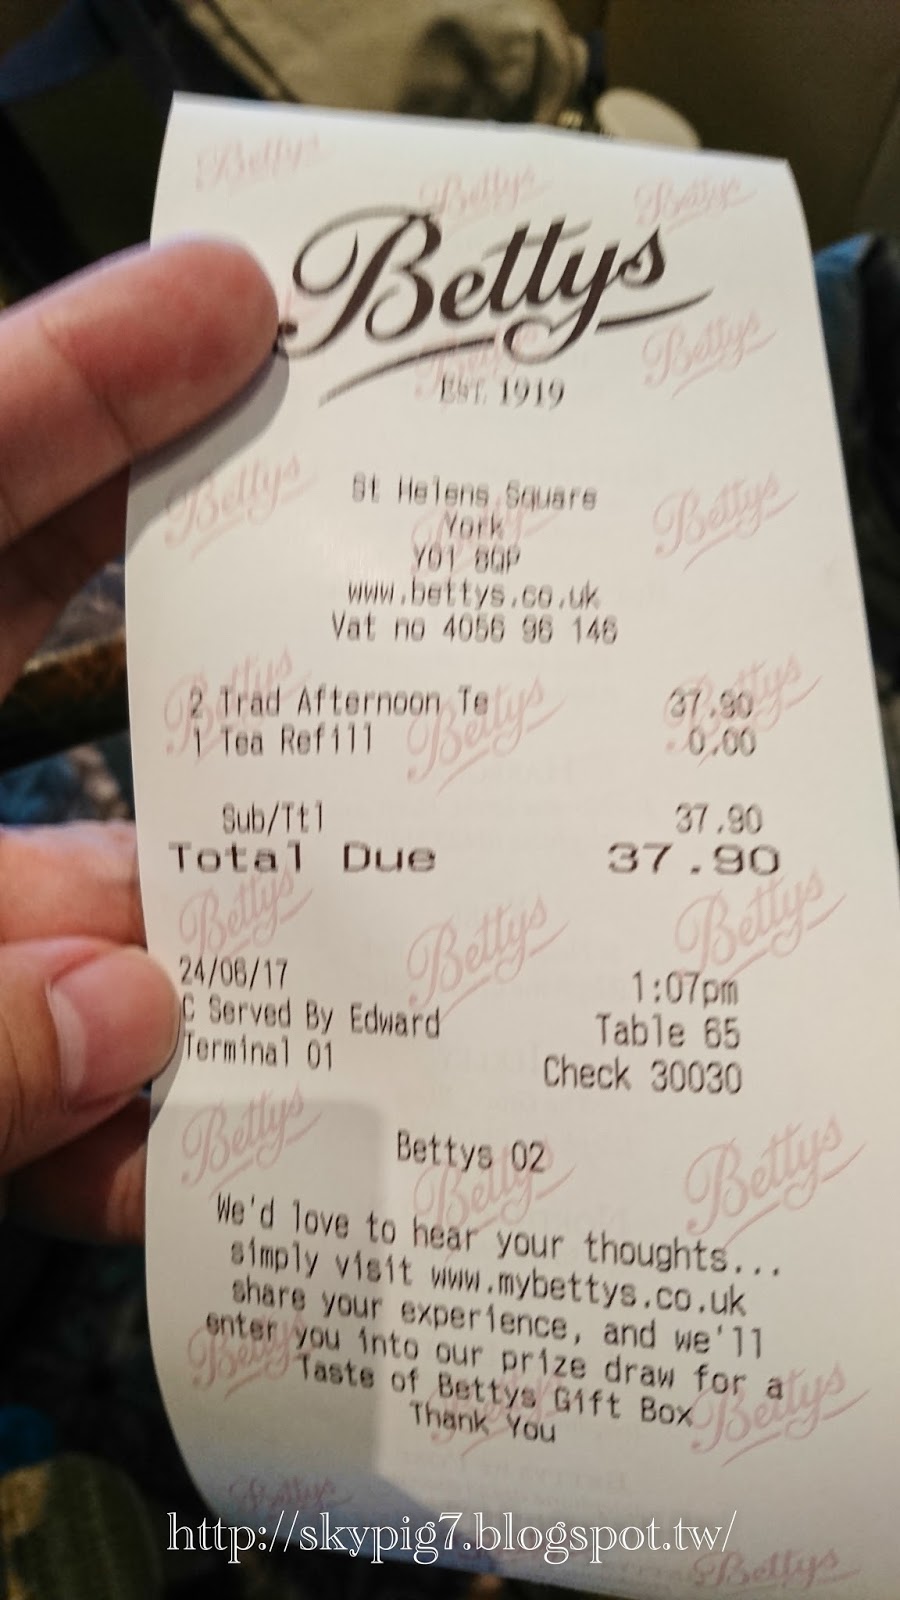 Bettys
EST. 1919
St Helens Square
York
YO1 8QP
www.bettys.co.uk
Vat no 4056 96 146
2 Trad Afternoon Te 37.90
1 Tea Refill 0.00
Sub/Ttl 37.90
Total Due 37.90
24/06/17 1:07pm
C Served By Edward Table 65
Terminal 01 Check 30030
Bettys 02
We'd love to hear your thoughts...
simply visit www.mybettys.co.uk
share your experience, and we'll
enter you into our prize draw for a
Taste of Bettys Gift Box
Thank You
http://skypig7.blogspot.tw/